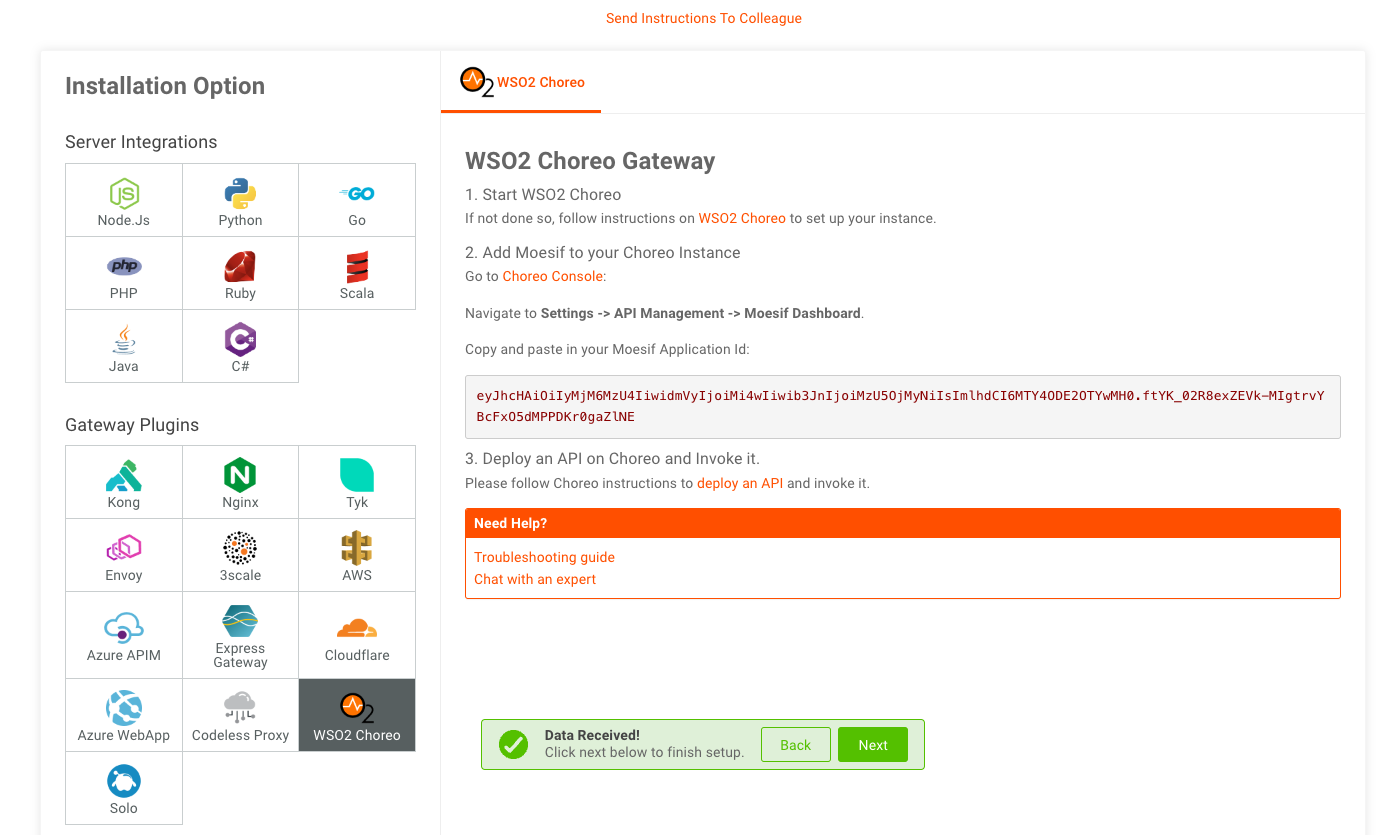 Send Instructions To Colleague
Installation Option
Server Integrations
Node.Js
Python
Go
PHP
Ruby
Scala
Java
C#
Gateway Plugins
Kong
Nginx
Tyk
Envoy
3scale
AWS
Azure APIM
Express
Gateway
Cloudflare
Azure WebApp
Codeless Proxy
WSO2 Choreo
Solo
WSO2 Choreo
WSO2 Choreo Gateway
1. Start WSO2 Choreo
If not done so, follow instructions on WSO2 Choreo to set up your instance.
2. Add Moesif to your Choreo Instance
Go to Choreo Console:
Navigate to Settings -> API Management -> Moesif Dashboard.
Copy and paste in your Moesif Application Id:
eyJhcHAiOiIyMjM6MzU4IiwidmVyIjoiMi4wIiwib3JnIjoiMzU5OjMyNiIsImlhdCI6MTY4ODE2OTYwMH0.ftYK_02R8exZEVk-MIgtrvY
BcFxO5dMPPDKr0gaZlNE
3. Deploy an API on Choreo and Invoke it.
Please follow Choreo instructions to deploy an API and invoke it.
Need Help?
Troubleshooting guide
Chat with an expert
Data Received!
Click next below to finish setup.
Back
Next